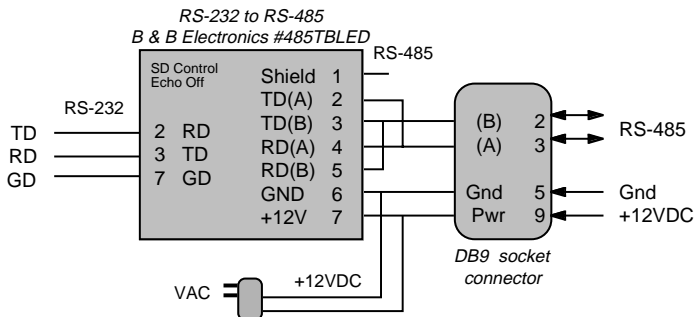 RS-232 to RS-485
B & B Electronics #485TBLED
SD Control
Echo Off
RS-485
RS-232
Shield 1
TD(A) 2
TD(B) 3
RD(A) 4
RD(B) 5
GND 6
+12V 7
TD
RD
GD
2 RD
3 TD
7 GD
(B) 2
(A) 3
Gnd 5
Pwr 9
RS-485
Gnd
+12VDC
DB9 socket
connector
VAC
+12VDC